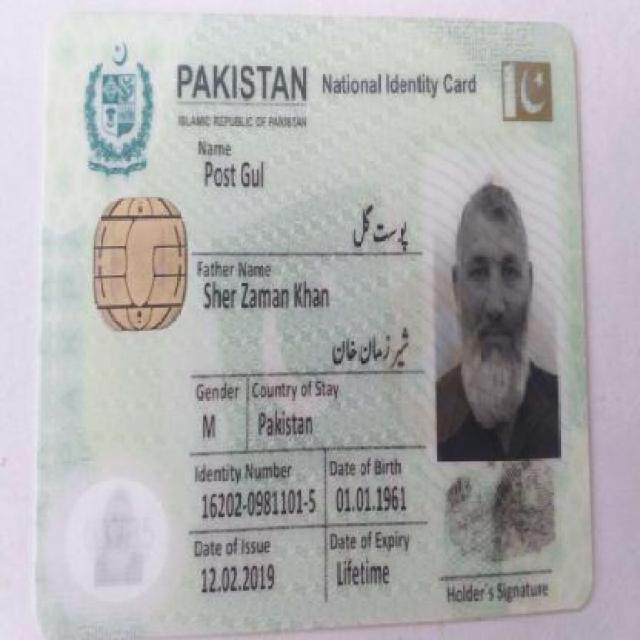 PAKISTAN National Identity Card
ISLAMIC REPUBLIC OF PAKISTAN
Name
Post Gul
پوست گل
Father Name
Sher Zaman Khan
شیر زمان خان
Gender Country of Stay
M Pakistan
Identity Number Date of Birth
16202-0981101-5 01.01.1961
Date of Issue Date of Expiry
12.02.2019 Lifetime
Holder's Signature